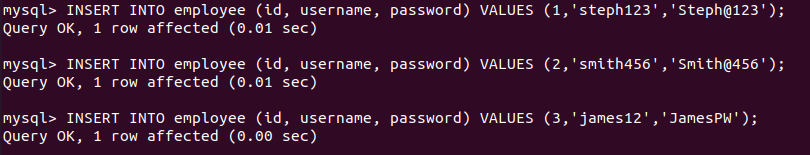 mysql> INSERT INTO employee (id, username, password) VALUES (1,'steph123','Steph@123');
Query OK, 1 row affected (0.01 sec)
mysql> INSERT INTO employee (id, username, password) VALUES (2,'smith456','Smith@456');
Query OK, 1 row affected (0.01 sec)
mysql> INSERT INTO employee (id, username, password) VALUES (3,'james12','JamesPW');
Query OK, 1 row affected (0.00 sec)